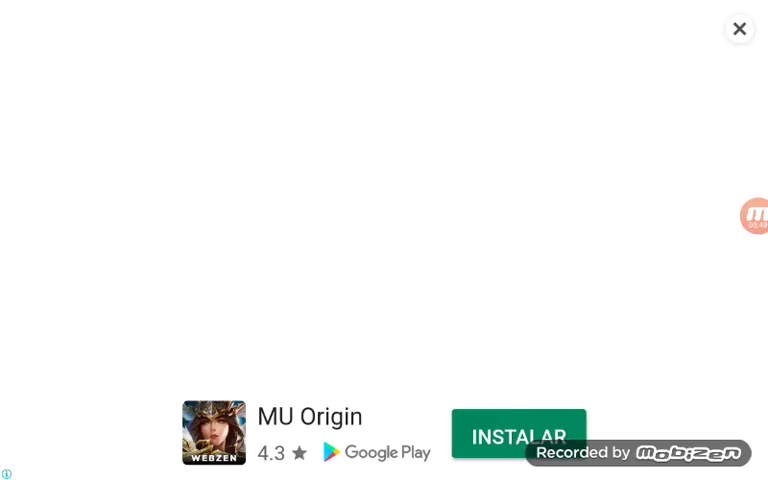 MU Origin
4.3 ★ Google Play
WEBZEN
INSTALAR
Recorded by mobizen